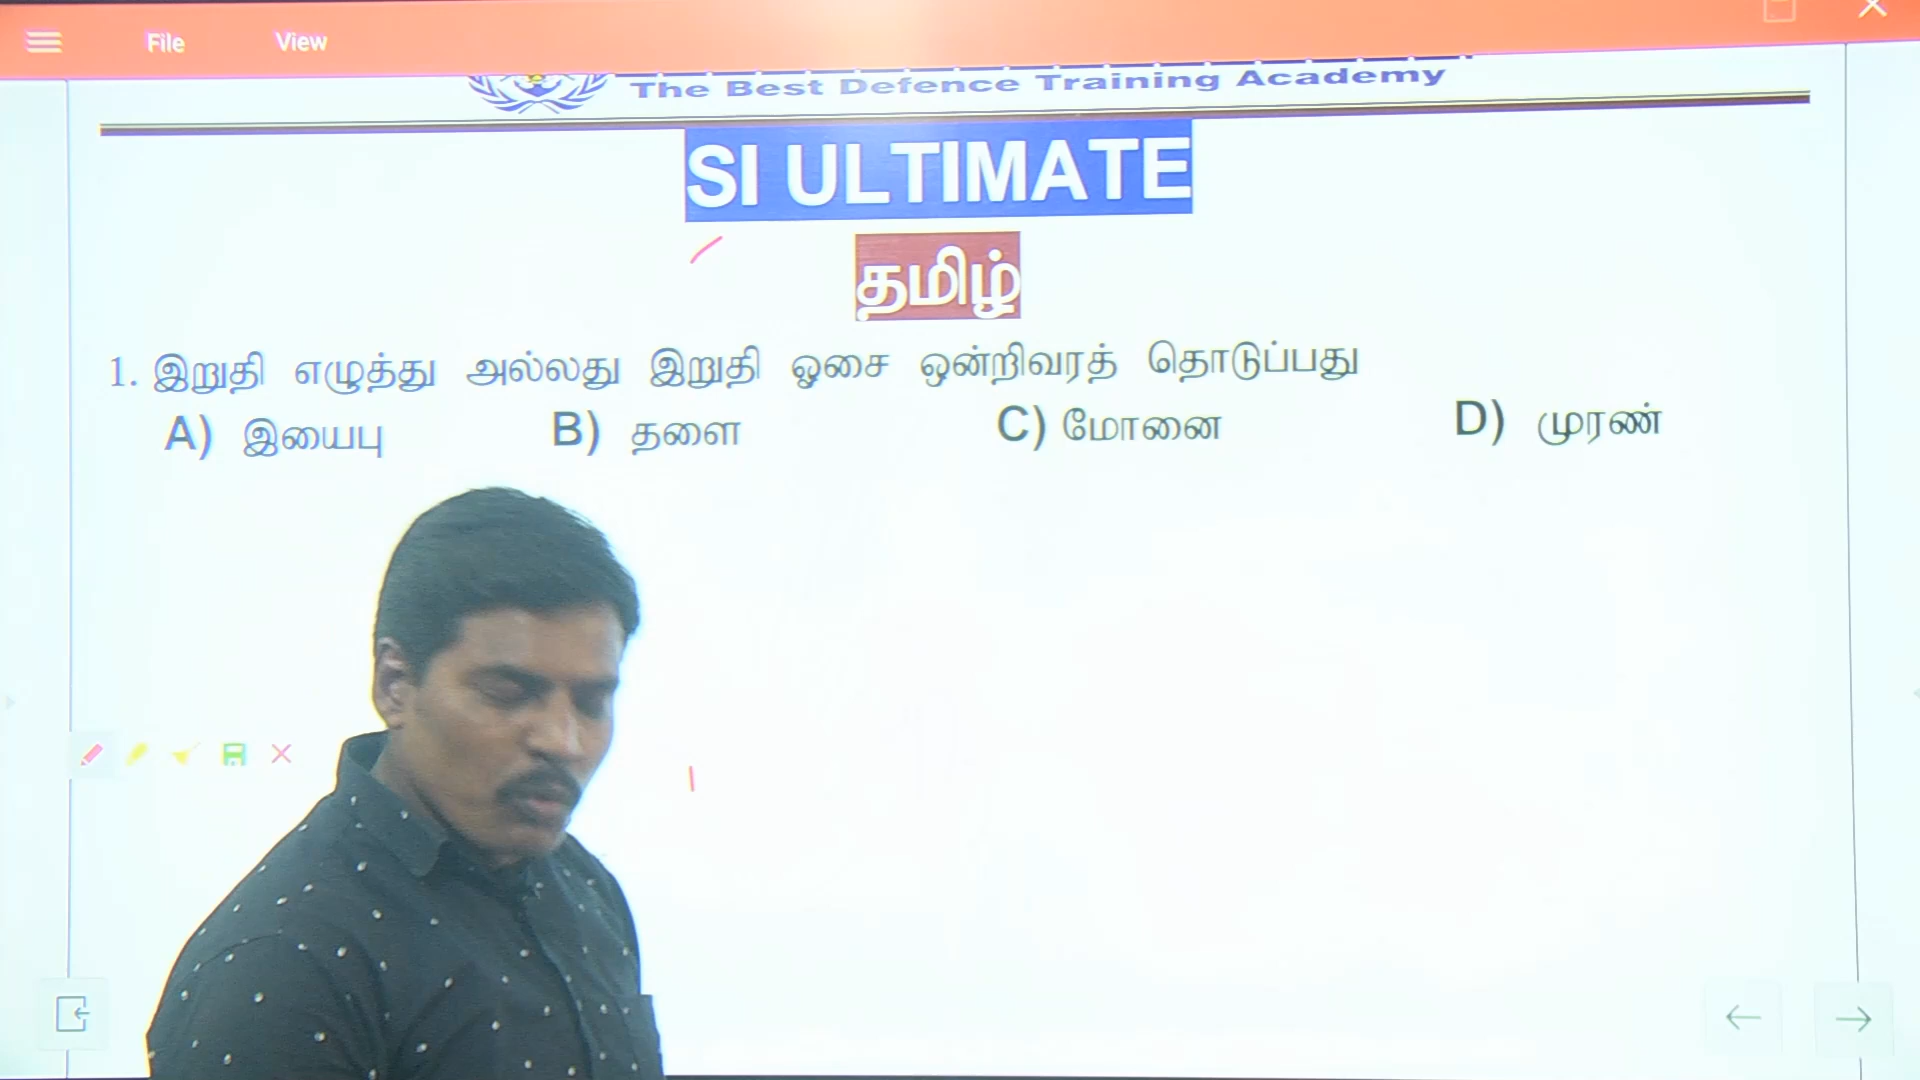 File View
The Best Defence Training Academy
SI ULTIMATE
தமிழ்
1. இறுதி எழுத்து அல்லது இறுதி ஓசை ஒன்றிவரத் தொடுப்பது
A) இயைபு B) தளை C) மோனை D) முரண்